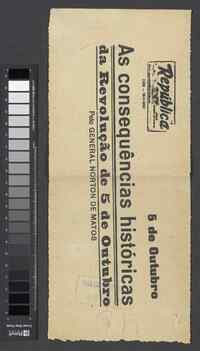 República
5 de Outubro
As consequências históricas
da Revolução de 5 de Outubro
Pelo GENERAL NORTON DE MATOS